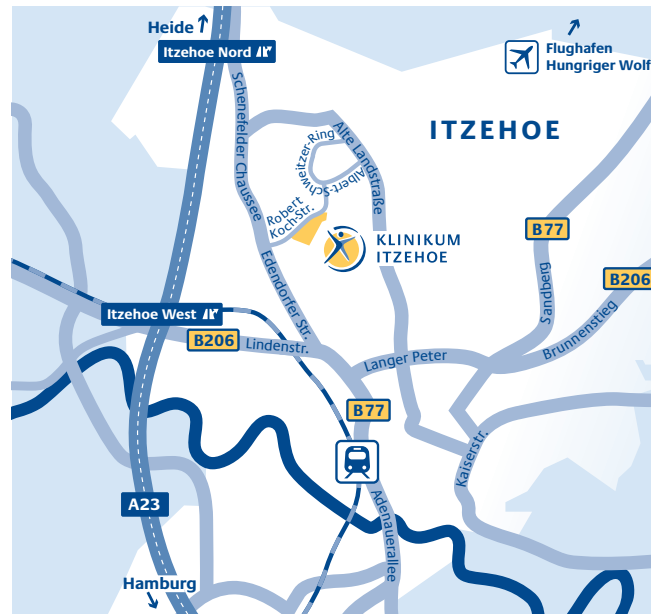 Heide
Itzehoe Nord
Flughafen
Hungriger Wolf
ITZEHOE
Schenefelder Chaussee
Alte Landstraße
Albert-Schweitzer-Ring
Robert
Koch-Str.
KLINIKUM
ITZEHOE
B77
B206
Sandberg
Edendorfer Str.
Itzehoe West
B206
Lindenstr.
Langer Peter
Brunnenstieg
B77
Kaiserstr.
A23
Adenauerallee
Hamburg